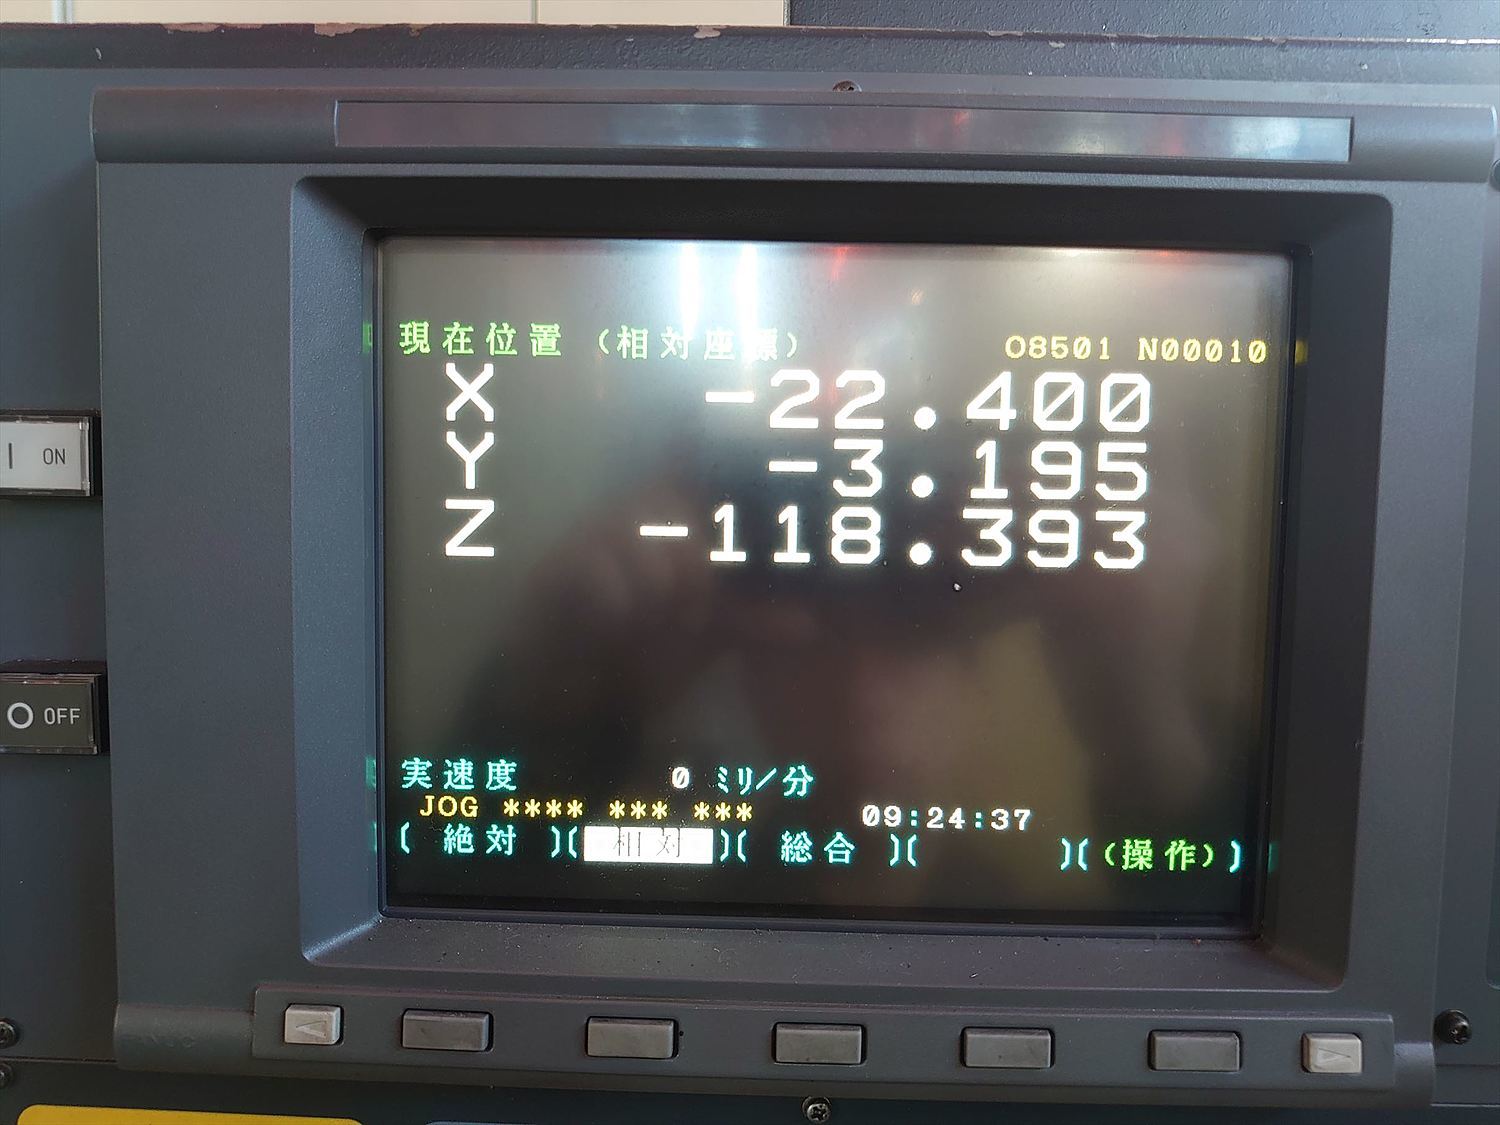 現在位置 (相対座標) O8501 N00010
X -22.400
Y -3.195
Z -118.393
実速度 0 ミリ/分
JOG **** *** *** 09:24:37
[ 絶対 ][ 相対 ][ 総合 ][ ][(操作)]
| ON
O OFF